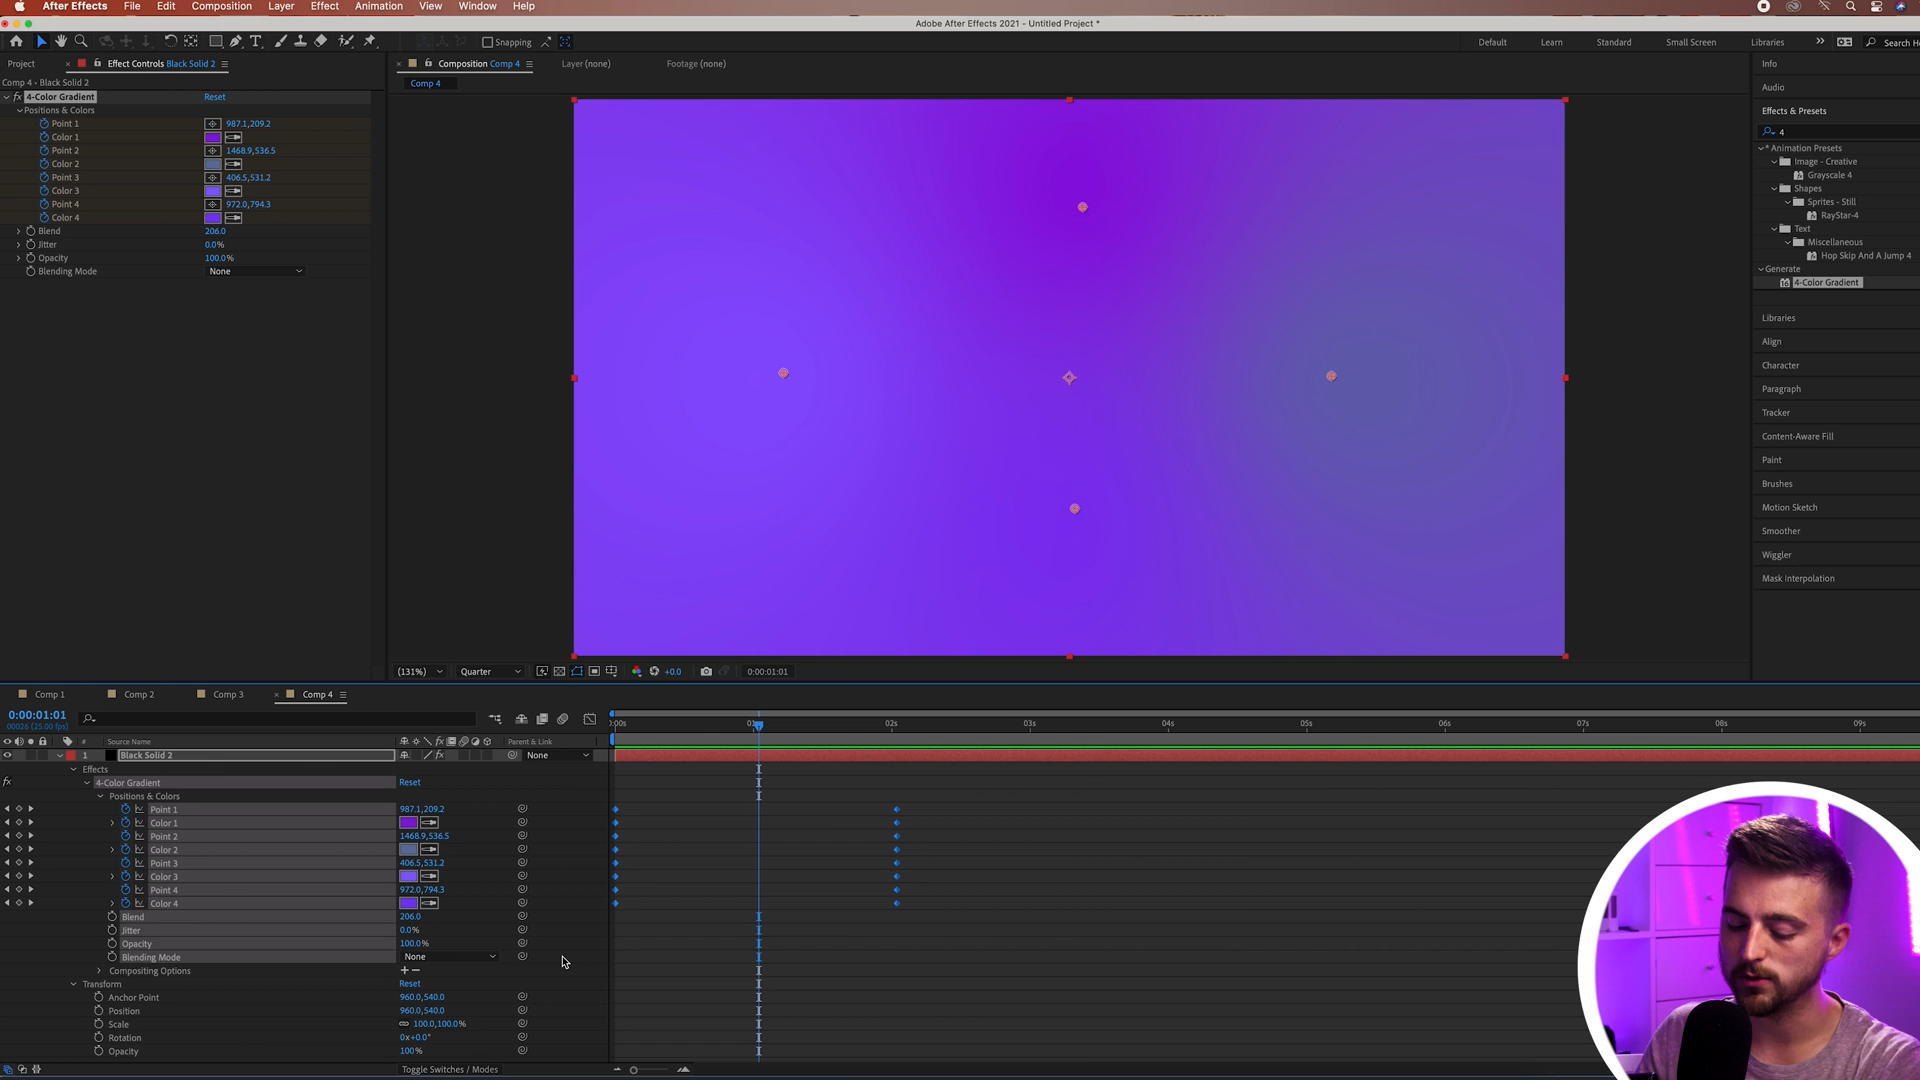 After Effects File Edit Composition Layer Effect Animation View Window Help
Adobe After Effects 2021 - Untitled Project *
Snapping Default Learn Standard Small Screen Libraries Search H
Project Effect Controls Black Solid 2 Composition Comp 4 Layer (none) Footage (none) Info
Comp 4 • Black Solid 2 Comp 4
Audio
4-Color Gradient Reset
Effects & Presets
Positions & Colors
Point 1 987.1,209.2
4
Color 1
Point 2 1468.9,536.5
* Animation Presets
Color 2
Image - Creative
Point 3 406.5,531.2
Grayscale 4
Color 3
Shapes
Point 4 972.0,794.3
Sprites - Still
Color 4
RayStar-4
Blend 206.0
Text
Jitter 0.0%
Miscellaneous
Opacity 100.0%
Hop Skip And A Jump 4
Blending Mode None
Generate
4-Color Gradient
Libraries
Align
Character
Paragraph
Tracker
Content-Aware Fill
Paint
Brushes
Motion Sketch
Smoother
Wiggler
Mask Interpolation
(131%) Quarter +0.0 0:00:01:01
Comp 1 Comp 2 Comp 3 Comp 4
0:00:01:01
00026 (25.00 fps)
:00s 01 02s 03s 04s 05s 06s 07s 08s 09s
# Source Name Parent & Link
1 Black Solid 2 None
Effects
4-Color Gradient Reset
Positions & Colors
Point 1 987.1,209.2
Color 1
Point 2 1468.9,536.5
Color 2
Point 3 406.5,531.2
Color 3
Point 4 972.0,794.3
Color 4
Blend 206.0
Jitter 0.0%
Opacity 100.0%
Blending Mode None
Compositing Options + −
Transform Reset
Anchor Point 960.0,540.0
Position 960.0,540.0
Scale 100.0,100.0%
Rotation 0x+0.0°
Opacity 100%
Toggle Switches / Modes